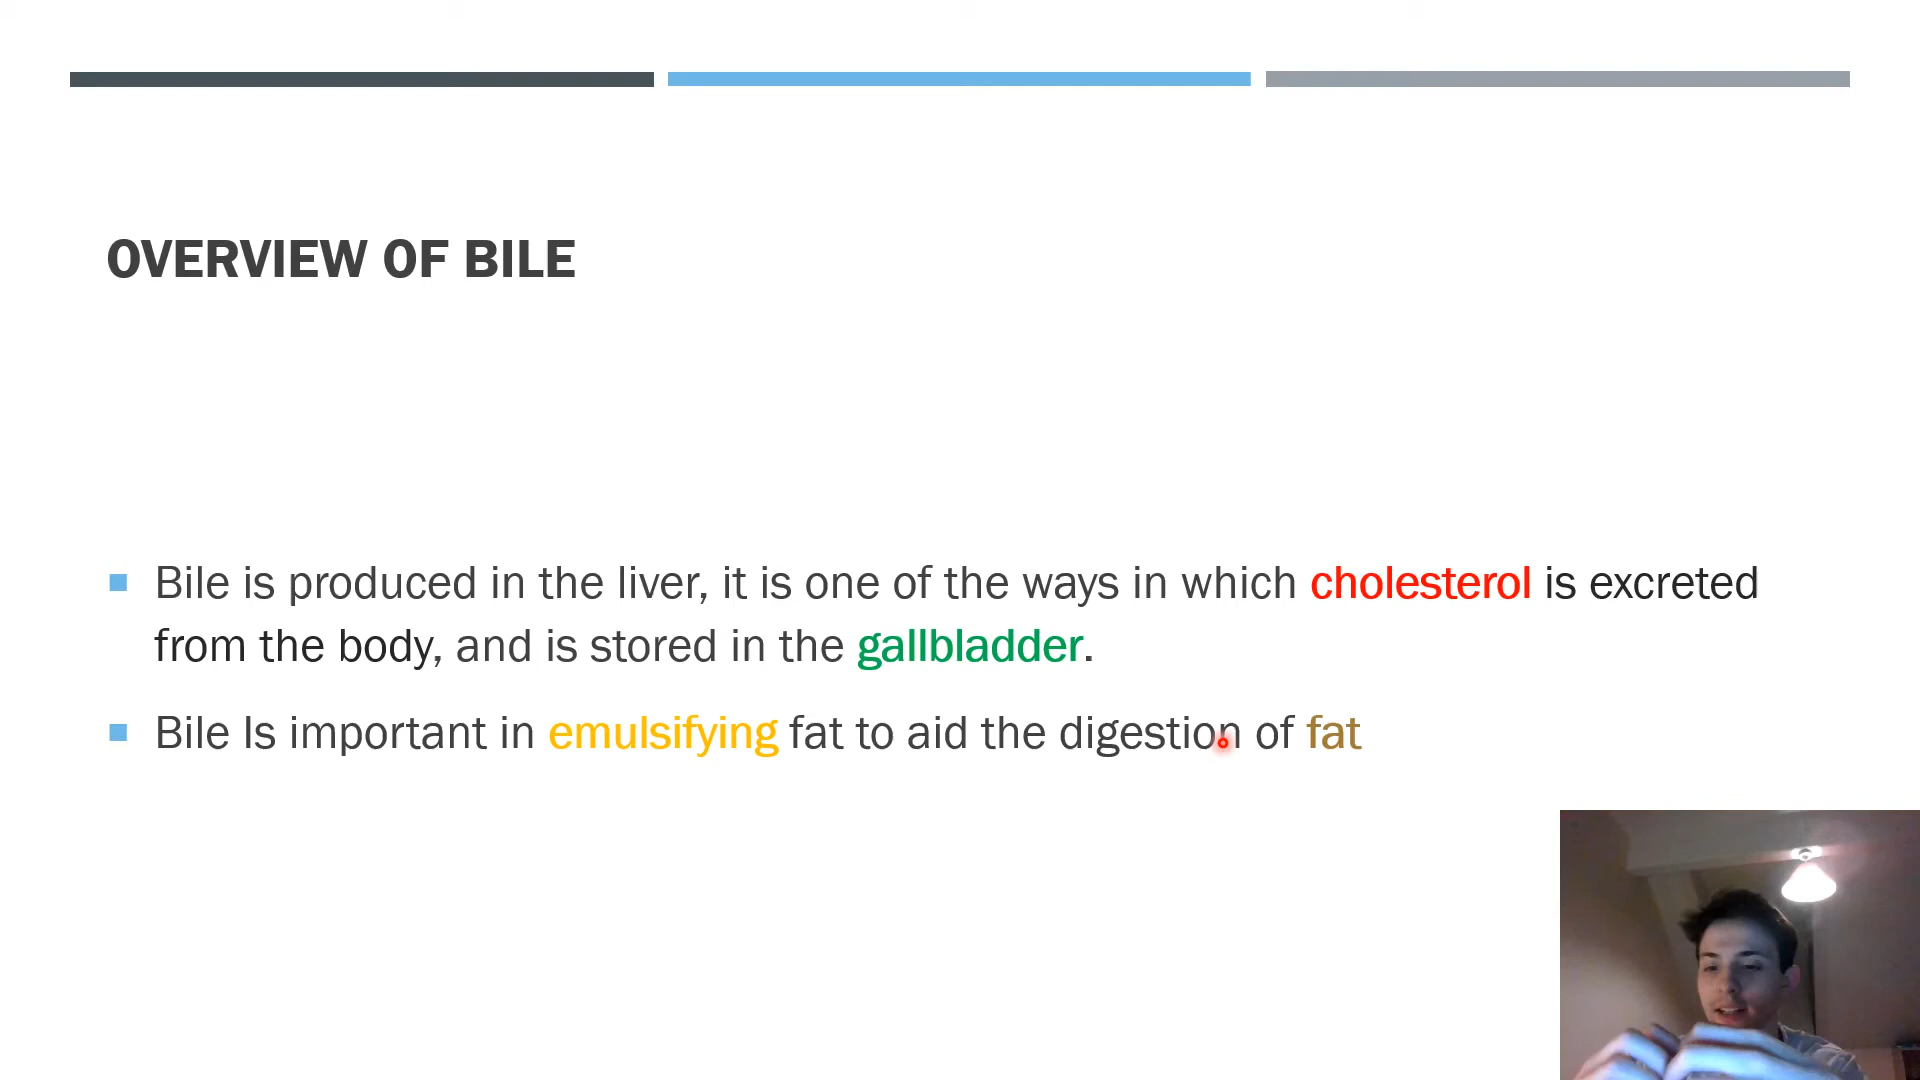 OVERVIEW OF BILE
Bile is produced in the liver, it is one of the ways in which cholesterol is excreted
from the body, and is stored in the gallbladder.
Bile Is important in emulsifying fat to aid the digestion of fat